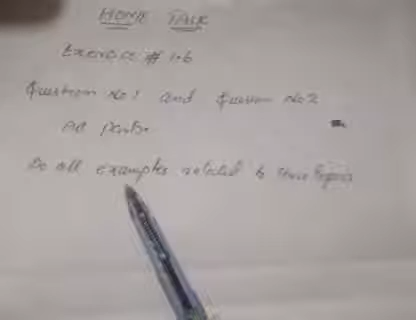 HOME TASK
Exercise # 1.6
Question No 1 and Question No 2
All parts.
Do all examples related to these Topics